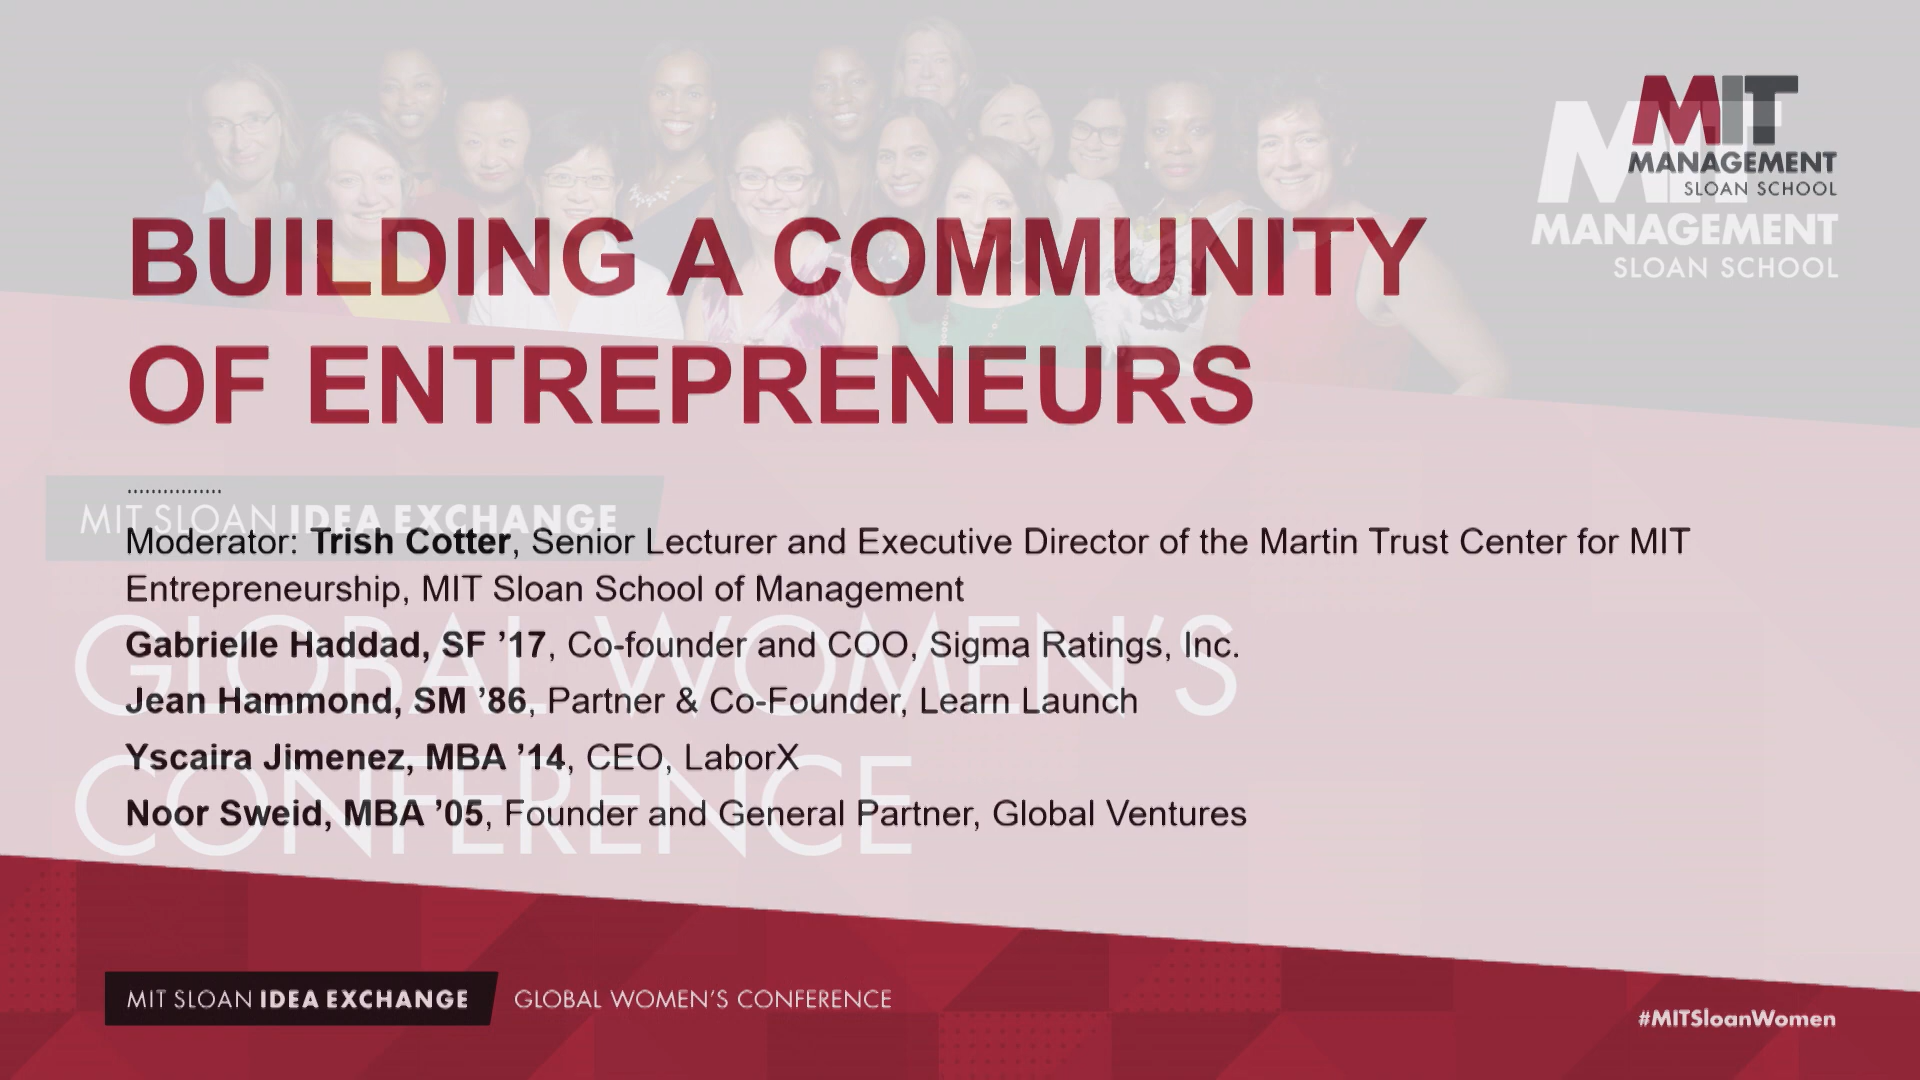 MIT
MANAGEMENT
SLOAN SCHOOL
MIT
MANAGEMENT
SLOAN SCHOOL
BUILDING A COMMUNITY
OF ENTREPRENEURS
MIT SLOAN IDEA EXCHANGE
Moderator: Trish Cotter, Senior Lecturer and Executive Director of the Martin Trust Center for MIT
Entrepreneurship, MIT Sloan School of Management
GLOBAL WOMEN’S
Gabrielle Haddad, SF ’17, Co-founder and COO, Sigma Ratings, Inc.
Jean Hammond, SM ’86, Partner & Co-Founder, Learn Launch
CONFERENCE
Yscaira Jimenez, MBA ’14, CEO, LaborX
Noor Sweid, MBA ’05, Founder and General Partner, Global Ventures
MIT SLOAN IDEA EXCHANGE GLOBAL WOMEN’S CONFERENCE
#MITSloanWomen